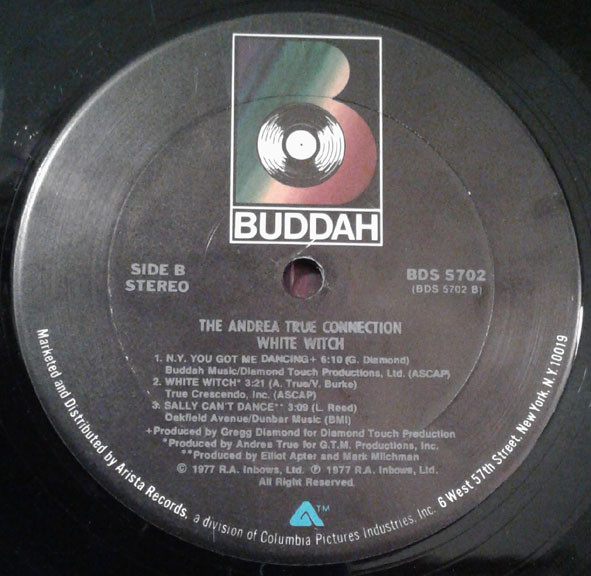 BUDDAH
SIDE B
STEREO
BDS 5702
(BDS 5702 B)
THE ANDREA TRUE CONNECTION
WHITE WITCH
1. N.Y. YOU GOT ME DANCING+ 6:10 (G. Diamond)
Buddah Music/Diamond Touch Productions, Ltd. (ASCAP)
2. WHITE WITCH* 3:21 (A. True/V. Burke)
True Crescendo, Inc. (ASCAP)
3. SALLY CAN'T DANCE** 3:09 (L. Reed)
Oakfield Avenue/Dunbar Music (BMI)
+Produced by Gregg Diamond for Diamond Touch Production
*Produced by Andrea True for G.T.M. Productions, Inc.
**Produced by Elliot Apter and Mark Milchman
© 1977 R.A. Inbows, Ltd. ℗ 1977 R.A. Inbows, Ltd.
All Right Reserved.
TM
Marketed and Distributed by Arista Records, a division of Columbia Pictures Industries, Inc. 6 West 57th Street, New York, N.Y. 10019